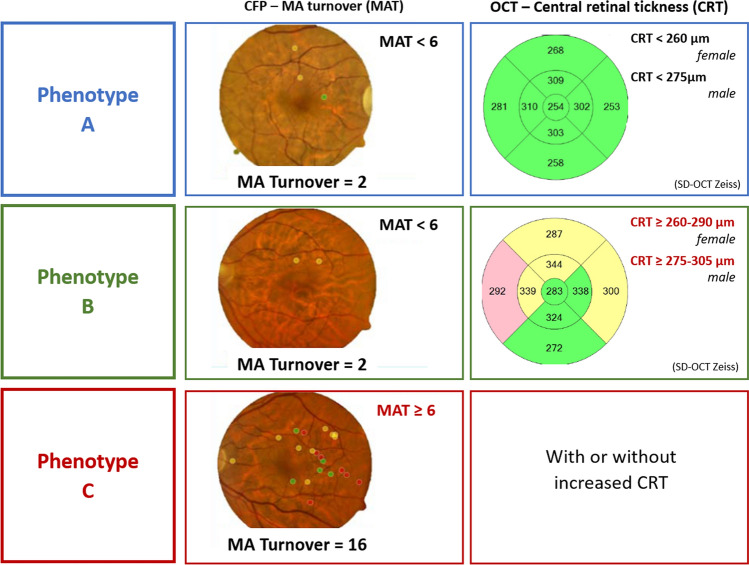 CFP – MA turnover (MAT)
OCT – Central retinal tickness (CRT)
Phenotype
A
MAT < 6
MA Turnover = 2
268
309
281
310
254
302
253
303
258
CRT < 260 µm
female
CRT < 275µm
male
(SD-OCT Zeiss)
Phenotype
B
MAT < 6
MA Turnover = 2
287
344
292
339
283
338
300
324
272
CRT ≥ 260-290 µm
female
CRT ≥ 275-305 µm
male
(SD-OCT Zeiss)
Phenotype
C
MAT ≥ 6
MA Turnover = 16
With or without
increased CRT